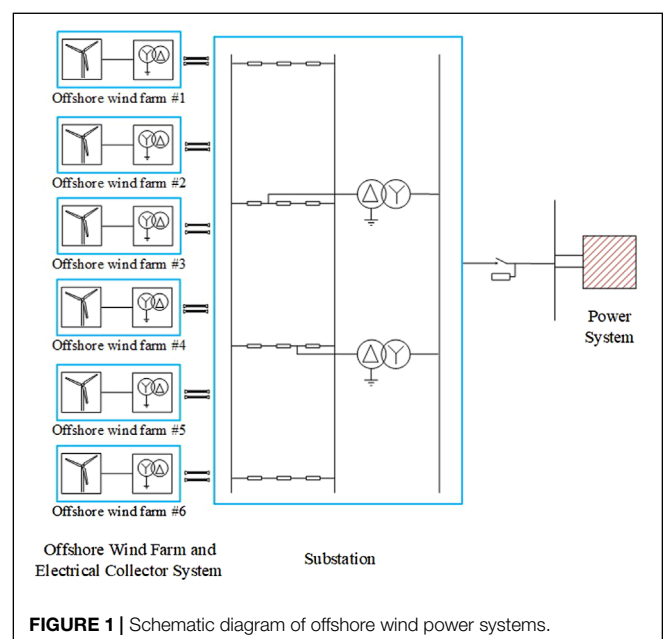 Offshore wind farm #1
Offshore wind farm #2
Offshore wind farm #3
Offshore wind farm #4
Offshore wind farm #5
Offshore wind farm #6
Offshore Wind Farm and
Electrical Collector System
Substation
Power
System
FIGURE 1 | Schematic diagram of offshore wind power systems.